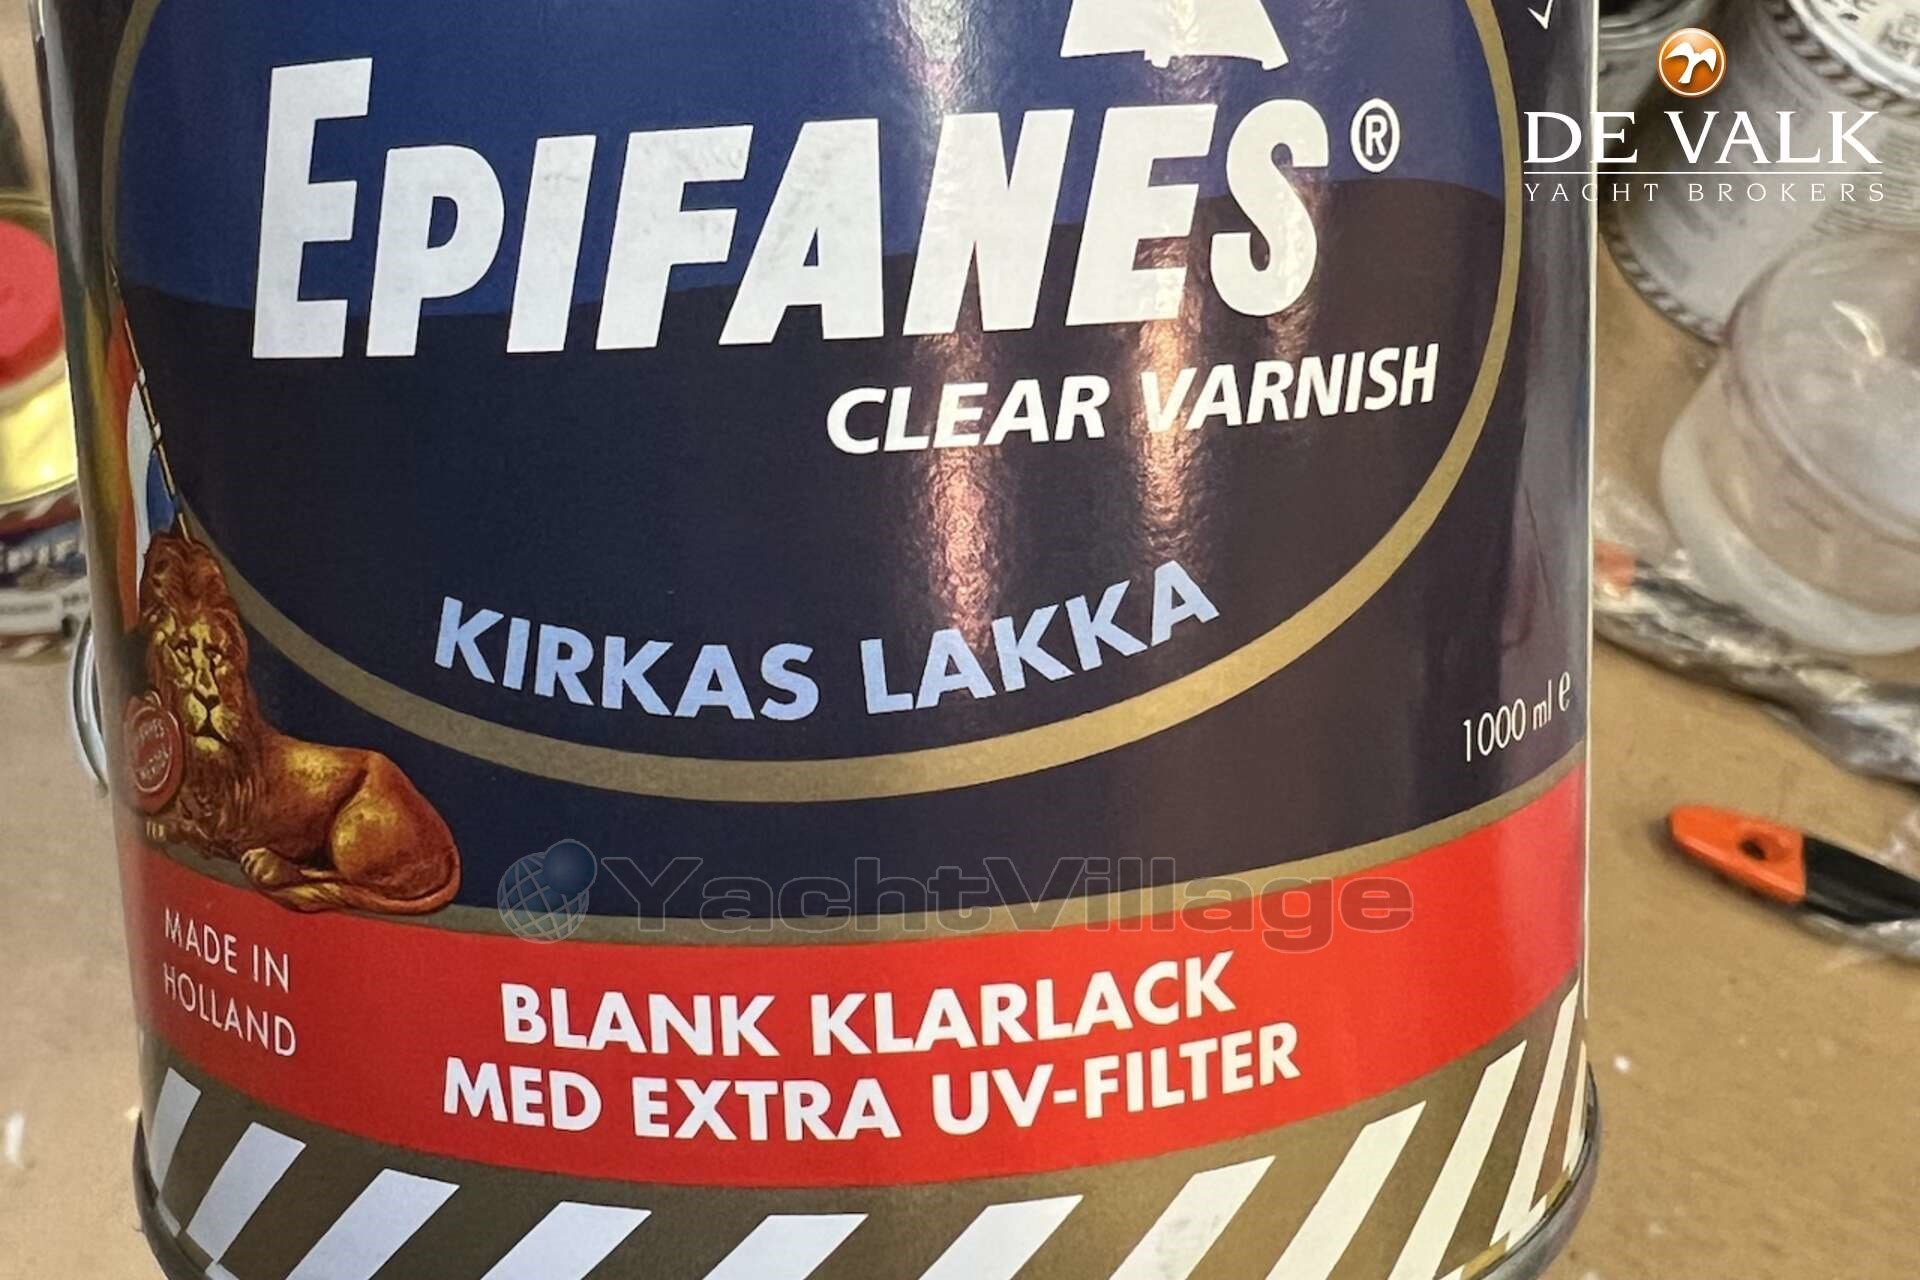 EPIFANES®
CLEAR VARNISH
KIRKAS LAKKA
1000 ml e
MADE IN
HOLLAND
BLANK KLARLACK
MED EXTRA UV-FILTER
DE VALK
YACHT BROKERS
YachtVillage